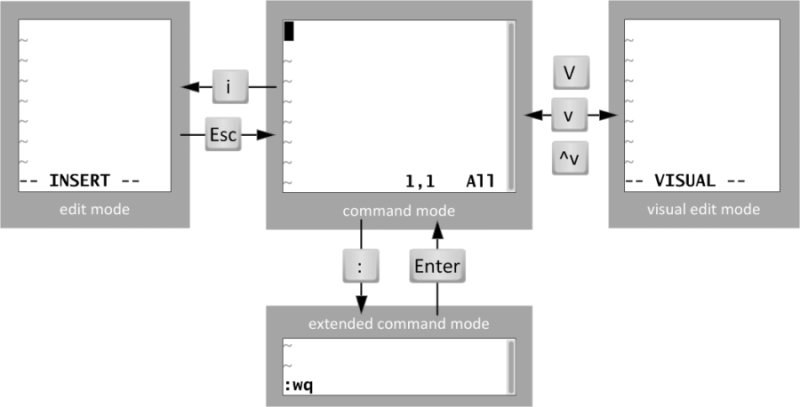 ~
~
~
~
~
~
~
-- INSERT --
edit mode
i
Esc
~
~
~
~
~
~
~
1,1 All
command mode
V
v
^v
~
~
~
~
~
~
~
-- VISUAL --
visual edit mode
:
Enter
extended command mode
~
~
:wq